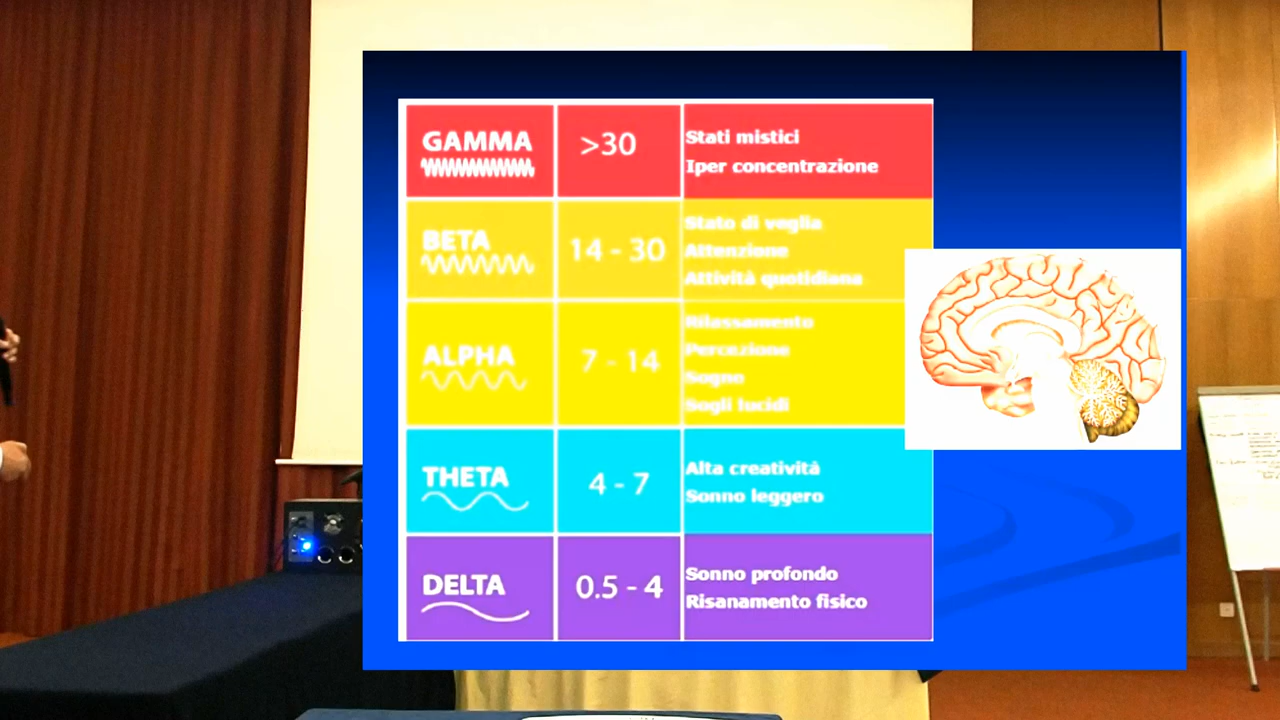 GAMMA
>30
Stati mistici
Iper concentrazione
BETA
14 - 30
Stato di veglia
Attenzione
Attività quotidiana
ALPHA
7 - 14
Rilassamento
Percezione
Sogno
Sogli lucidi
THETA
4 - 7
Alta creatività
Sonno leggero
DELTA
0.5 - 4
Sonno profondo
Risanamento fisico